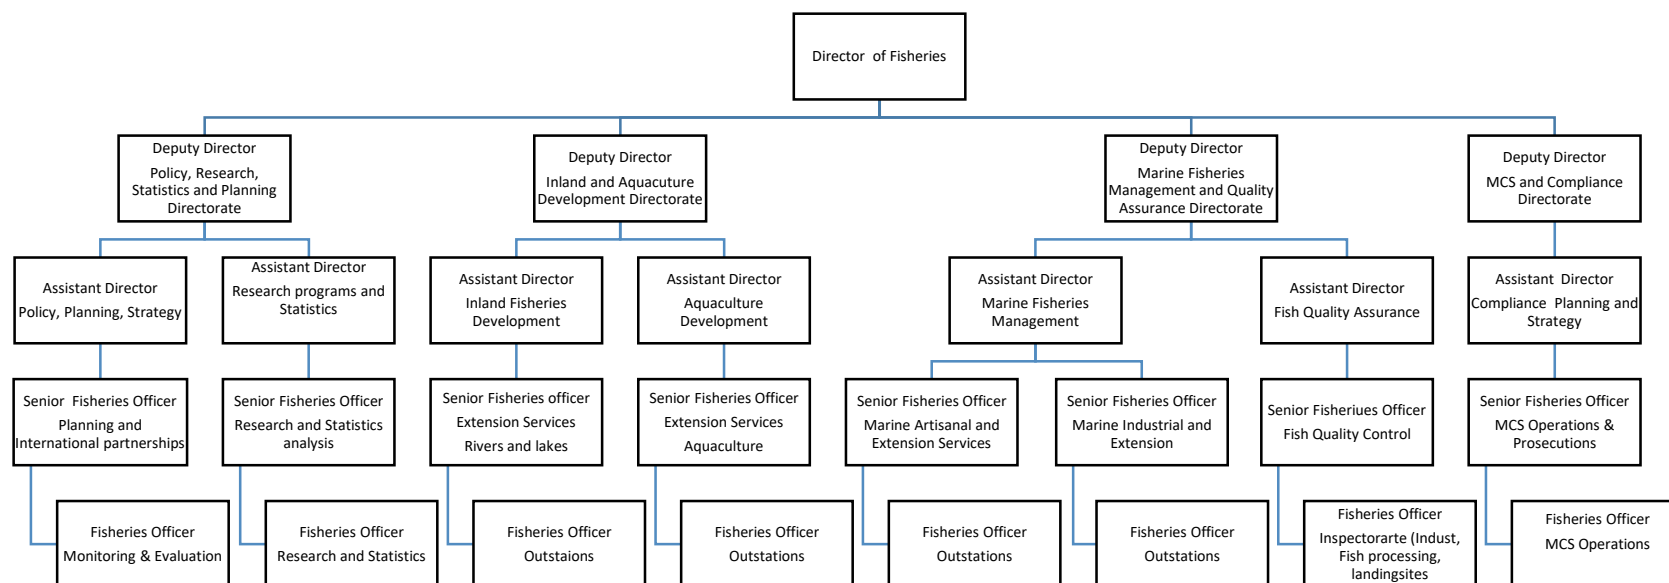 Director of Fisheries
Deputy Director
Policy, Research,
Statistics and Planning
Directorate
Deputy Director
Inland and Aquacuture
Development Directorate
Deputy Director
Marine Fisheries
Management and Quality
Assurance Directorate
Deputy Director
MCS and Compliance
Directorate
Assistant Director
Policy, Planning, Strategy
Assistant Director
Research programs and
Statistics
Assistant Director
Inland Fisheries
Development
Assistant Director
Aquaculture
Development
Assistant Director
Marine Fisheries
Management
Assistant Director
Fish Quality Assurance
Assistant Director
Compliance Planning and
Strategy
Senior Fisheries Officer
Planning and
International partnerships
Senior Fisheries Officer
Research and Statistics
analysis
Senior Fisheries officer
Extension Services
Rivers and lakes
Senior Fisheries Officer
Extension Services
Aquaculture
Senior Fisheries Officer
Marine Artisanal and
Extension Services
Senior Fisheries Officer
Marine Industrial and
Extension
Senior Fisheriues Officer
Fish Quality Control
Senior Fisheries Officer
MCS Operations &
Prosecutions
Fisheries Officer
Monitoring & Evaluation
Fisheries Officer
Research and Statistics
Fisheries Officer
Outstaions
Fisheries Officer
Outstations
Fisheries Officer
Outstations
Fisheries Officer
Outstations
Fisheries Officer
Inspectorarte (Indust,
Fish processing,
landingsites
Fisheries Officer
MCS Operations